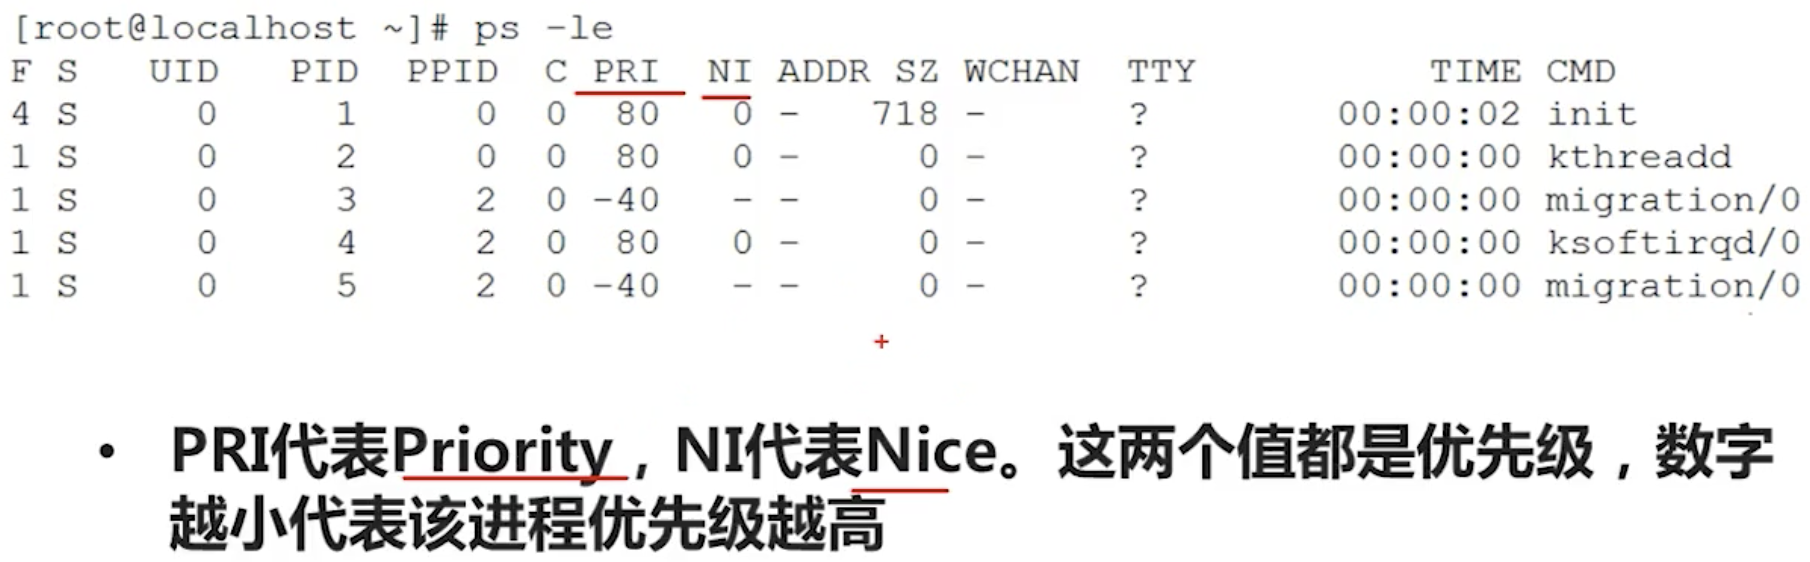 [root@localhost ~]# ps -le
F S UID PID PPID C PRI NI ADDR SZ WCHAN TTY TIME CMD
4 S 0 1 0 0 80 0 - 718 - ? 00:00:02 init
1 S 0 2 0 0 80 0 - 0 - ? 00:00:00 kthreadd
1 S 0 3 2 0 -40 - - 0 - ? 00:00:00 migration/0
1 S 0 4 2 0 80 0 - 0 - ? 00:00:00 ksoftirqd/0
1 S 0 5 2 0 -40 - - 0 - ? 00:00:00 migration/0
• PRI代表Priority，NI代表Nice。这两个值都是优先级，数字
越小代表该进程优先级越高